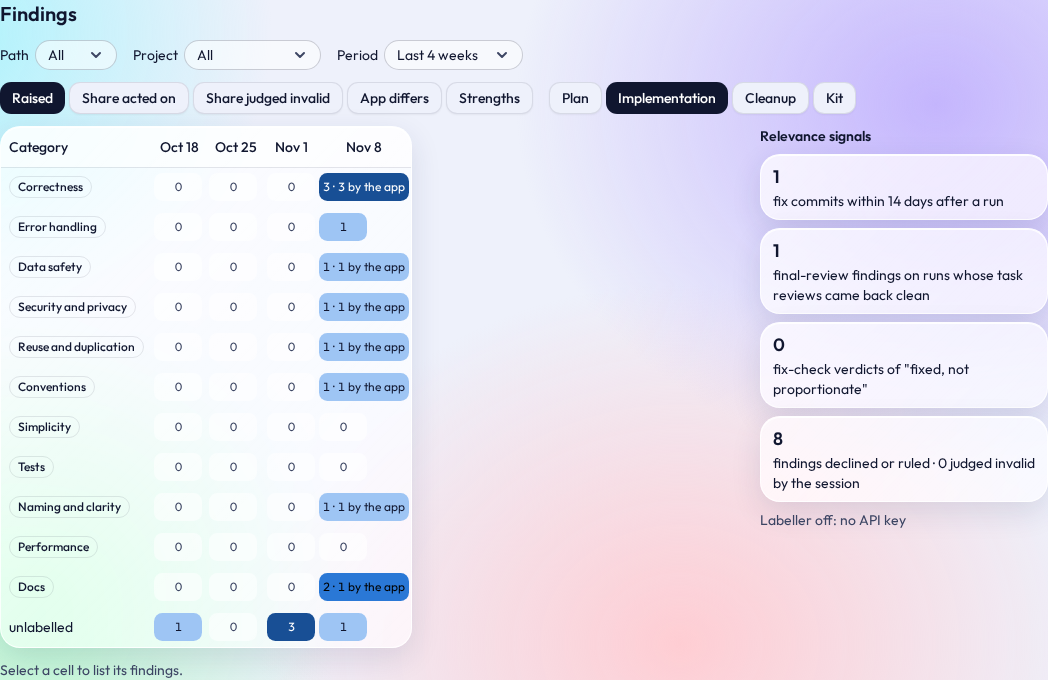 Findings
Path All Project All Period Last 4 weeks
Raised Share acted on Share judged invalid App differs Strengths Plan Implementation Cleanup Kit
Category Oct 18 Oct 25 Nov 1 Nov 8
Correctness 0 0 0 3 · 3 by the app
Error handling 0 0 0 1
Data safety 0 0 0 1 · 1 by the app
Security and privacy 0 0 0 1 · 1 by the app
Reuse and duplication 0 0 0 1 · 1 by the app
Conventions 0 0 0 1 · 1 by the app
Simplicity 0 0 0 0
Tests 0 0 0 0
Naming and clarity 0 0 0 1 · 1 by the app
Performance 0 0 0 0
Docs 0 0 0 2 · 1 by the app
unlabelled 1 0 3 1
Select a cell to list its findings.
Relevance signals
1
fix commits within 14 days after a run
1
final-review findings on runs whose task
reviews came back clean
0
fix-check verdicts of "fixed, not
proportionate"
8
findings declined or ruled · 0 judged invalid
by the session
Labeller off: no API key